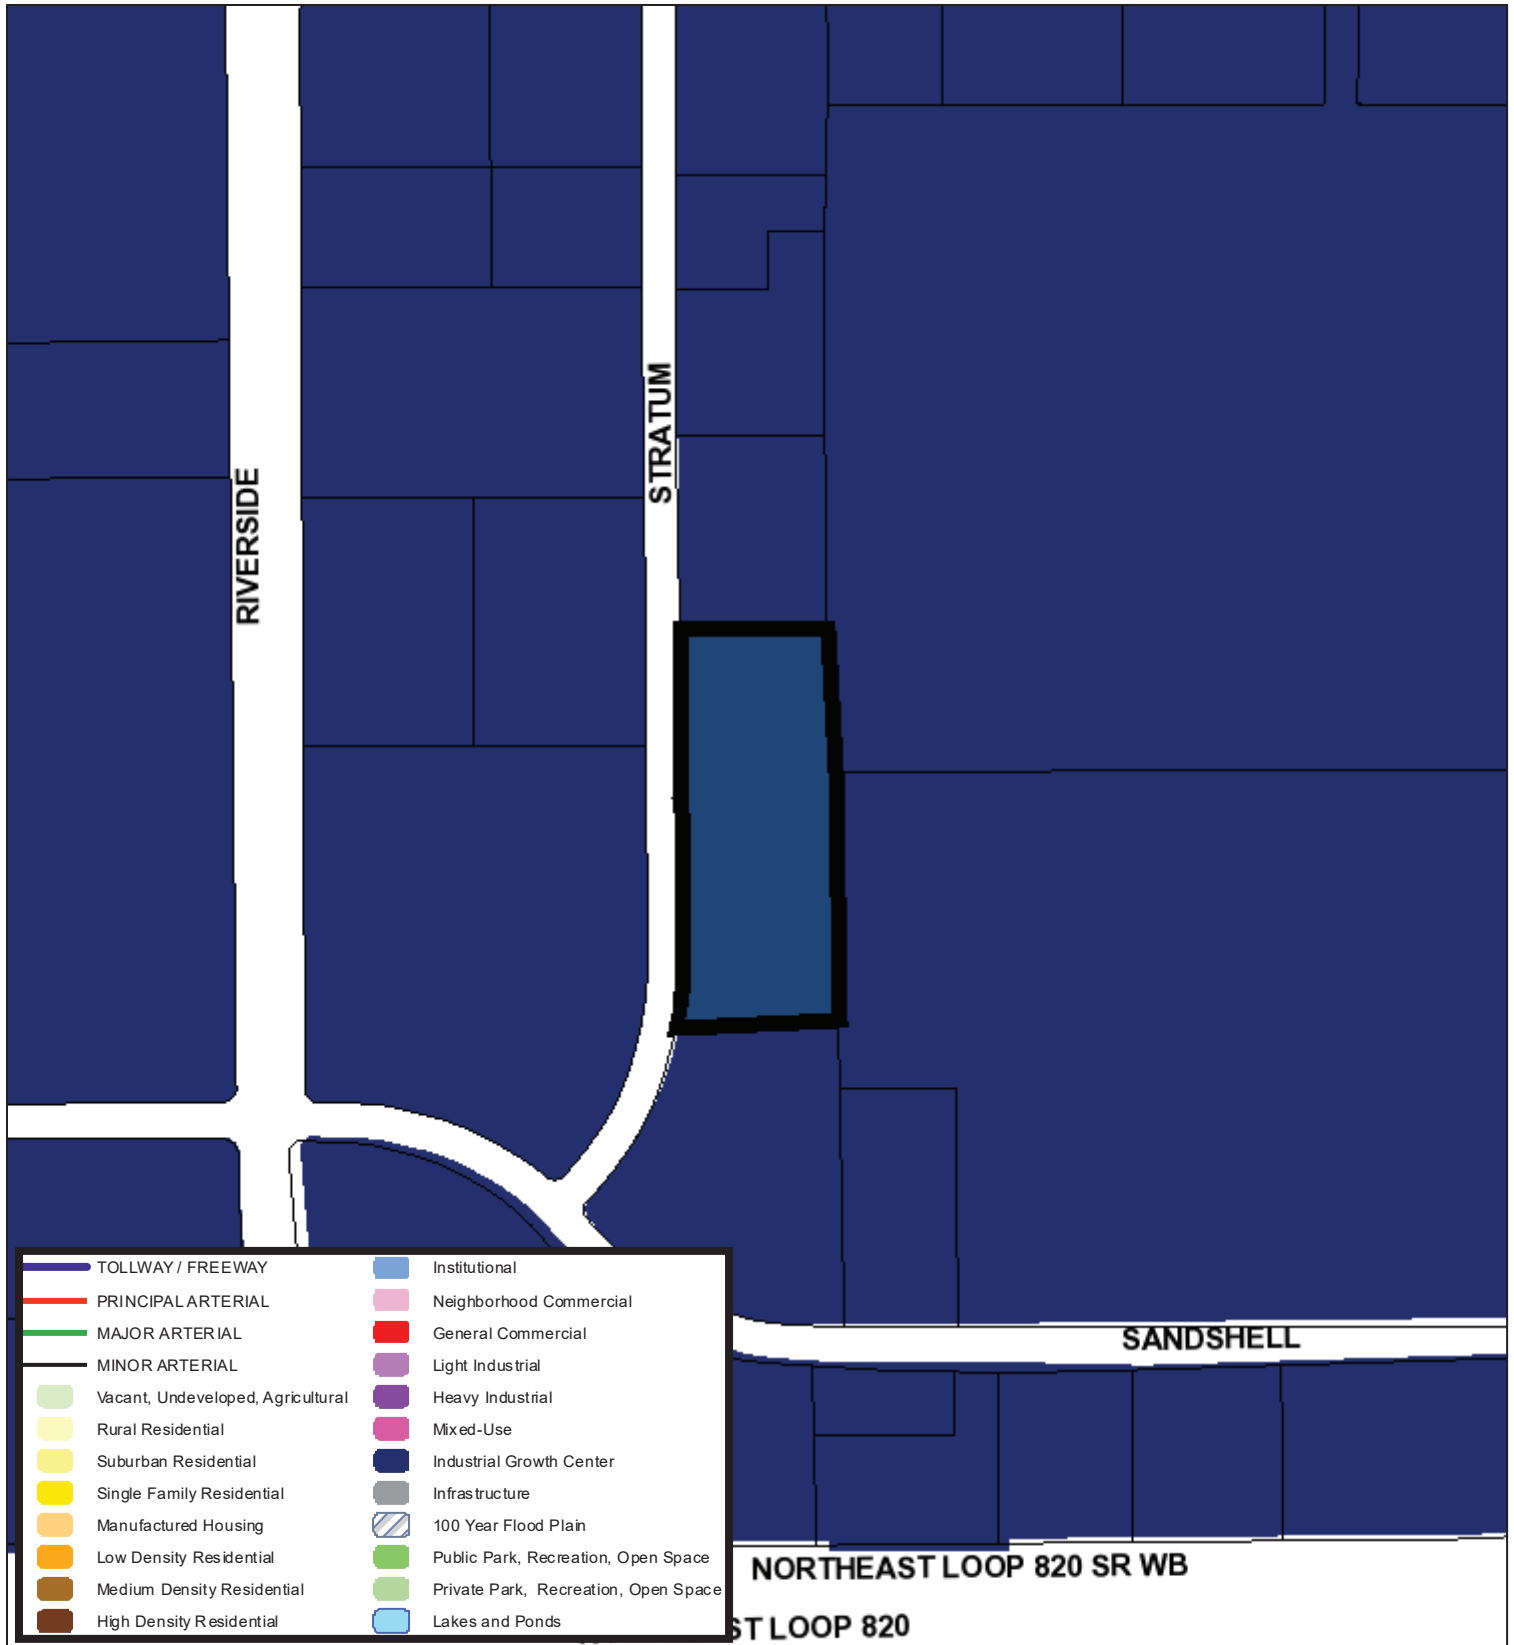 STRATUM
RIVERSIDE
TOLLWAY / FREEWAY
PRINCIPAL ARTERIAL
MAJOR ARTERIAL
MINOR ARTERIAL
Vacant, Undeveloped, Agricultural
Rural Residential
Suburban Residential
Single Family Residential
Manufactured Housing
Low Density Residential
Medium Density Residential
High Density Residential
Institutional
Neighborhood Commercial
General Commercial
Light Industrial
Heavy Industrial
Mixed-Use
Industrial Growth Center
Infrastructure
100 Year Flood Plain
Public Park, Recreation, Open Space
Private Park, Recreation, Open Space
Lakes and Ponds
SANDSHELL
NORTHEAST LOOP 820 SR WB
ST LOOP 820